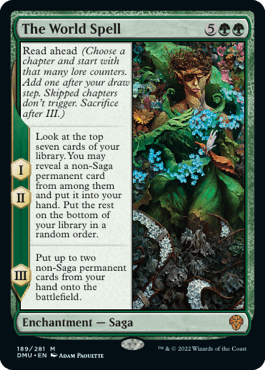 The World Spell 5
Read ahead (Choose a
chapter and start with
that many lore counters.
Add one after your draw
step. Skipped chapters
don't trigger. Sacrifice
after III.)
I
II
Look at the top
seven cards of your
library. You may
reveal a non-Saga
permanent card
from among them
and put it into your
hand. Put the rest
on the bottom of
your library in a
random order.
III
Put up to two
non-Saga permanent
cards from your
hand onto the
battlefield.
Enchantment — Saga
189/281 M
DMU • EN Adam Paquette
™ & © 2022 Wizards of the Coast